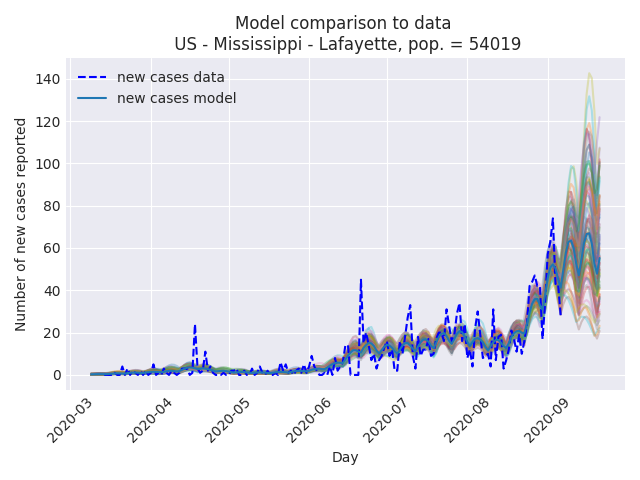 Model comparison to data
US - Mississippi - Lafayette, pop. = 54019
new cases data
new cases model
Number of new cases reported
140
120
100
80
60
40
20
0
2020-03
2020-04
2020-05
2020-06
2020-07
2020-08
2020-09
Day